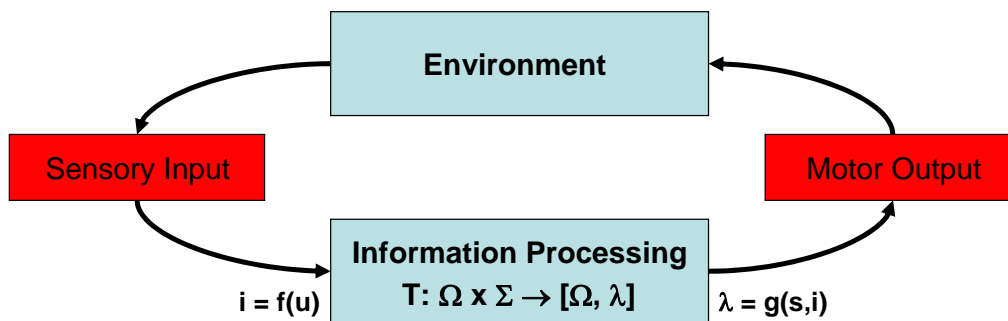 Environment
Sensory Input
Motor Output
Information Processing
T: Ω x Σ → [Ω, λ]
i = f(u)
λ = g(s,i)